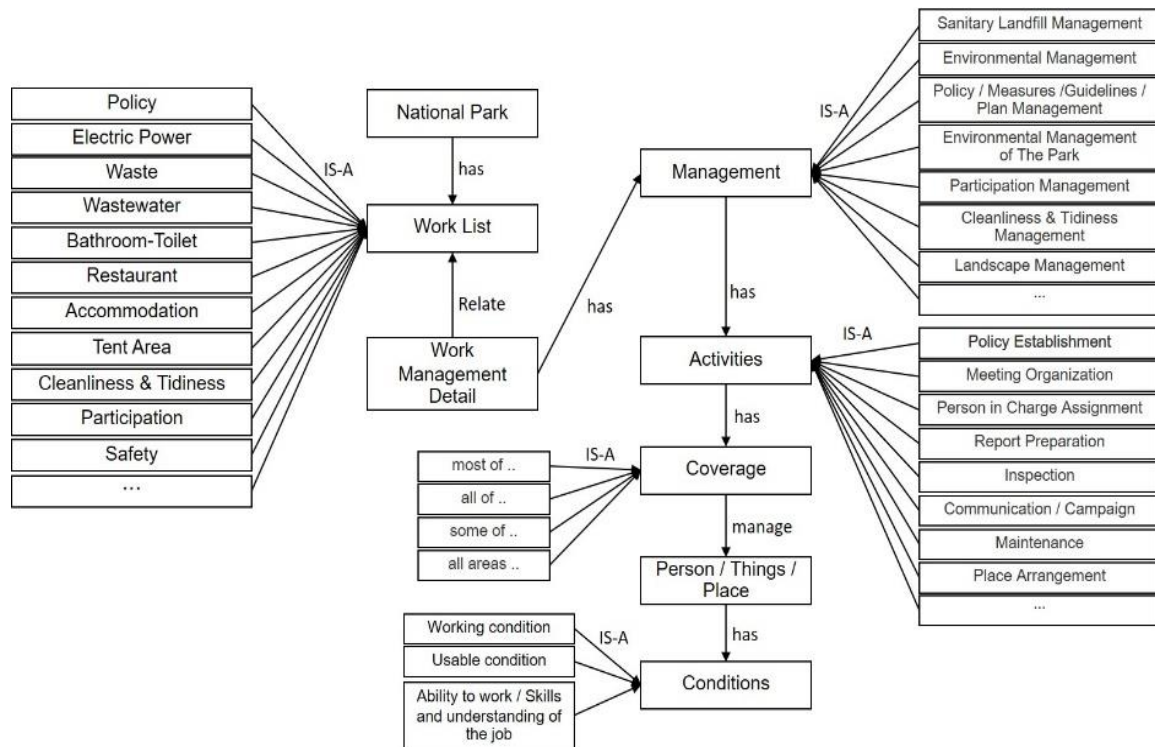 Policy
Electric Power
Waste
Wastewater
Bathroom-Toilet
Restaurant
Accommodation
Tent Area
Cleanliness & Tidiness
Participation
Safety
...
IS-A
National Park
has
Work List
Relate
Work
Management
Detail
has
Management
has
Activities
has
Coverage
manage
Person / Things /
Place
has
Conditions
IS-A
most of ..
all of ..
some of ..
all areas ..
IS-A
Working condition
Usable condition
Ability to work / Skills
and understanding of
the job
IS-A
Sanitary Landfill Management
Environmental Management
Policy / Measures /Guidelines /
Plan Management
Environmental Management
of The Park
Participation Management
Cleanliness & Tidiness
Management
Landscape Management
...
IS-A
Policy Establishment
Meeting Organization
Person in Charge Assignment
Report Preparation
Inspection
Communication / Campaign
Maintenance
Place Arrangement
...
IS-A